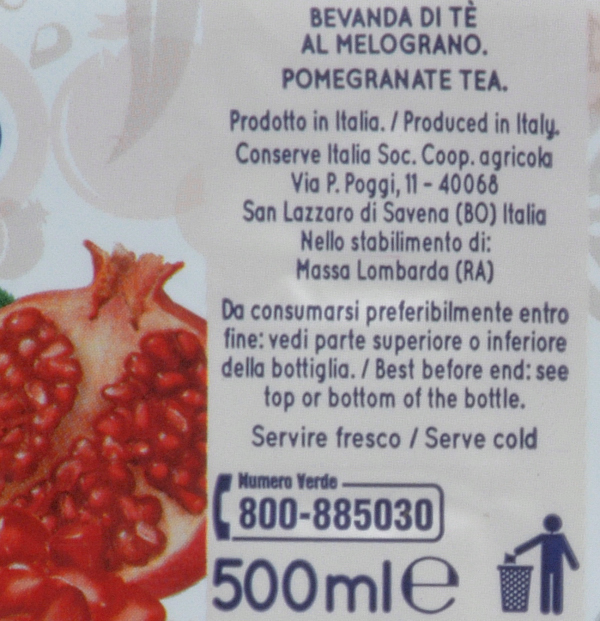 BEVANDA DI TÈ
AL MELOGRANO.
POMEGRANATE TEA.
Prodotto in Italia. / Produced in Italy.
Conserve Italia Soc. Coop. agricola
Via P. Poggi, 11 - 40068
San Lazzaro di Savena (BO) Italia
Nello stabilimento di:
Massa Lombarda (RA)
Da consumarsi preferibilmente entro
fine: vedi parte superiore o inferiore
della bottiglia. / Best before end: see
top or bottom of the bottle.
Servire fresco / Serve cold
Numero Verde
800-885030
500ml℮